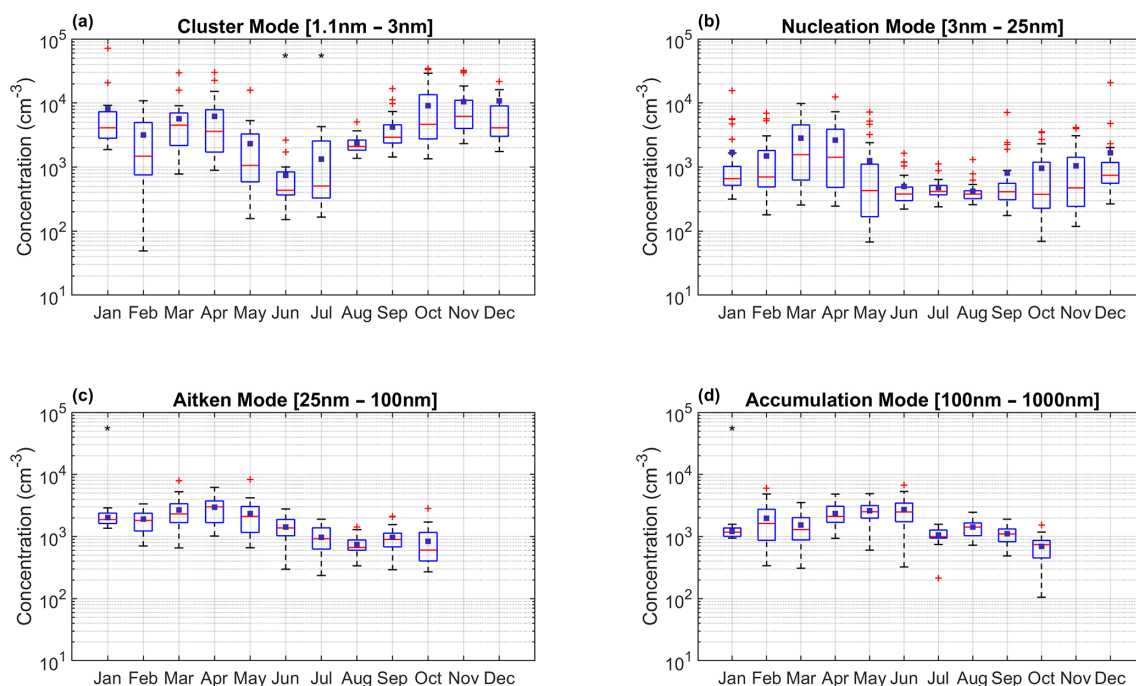 (a)
Cluster Mode [1.1nm – 3nm]
10^5
10^4
10^3
10^2
10^1
Concentration (cm^-3)
* *
Jan Feb Mar Apr May Jun Jul Aug Sep Oct Nov Dec
(b)
Nucleation Mode [3nm – 25nm]
10^5
10^4
10^3
10^2
10^1
Concentration (cm^-3)
Jan Feb Mar Apr May Jun Jul Aug Sep Oct Nov Dec
(c)
Aitken Mode [25nm – 100nm]
10^5
10^4
10^3
10^2
10^1
Concentration (cm^-3)
*
Jan Feb Mar Apr May Jun Jul Aug Sep Oct Nov Dec
(d)
Accumulation Mode [100nm – 1000nm]
10^5
10^4
10^3
10^2
10^1
Concentration (cm^-3)
*
Jan Feb Mar Apr May Jun Jul Aug Sep Oct Nov Dec